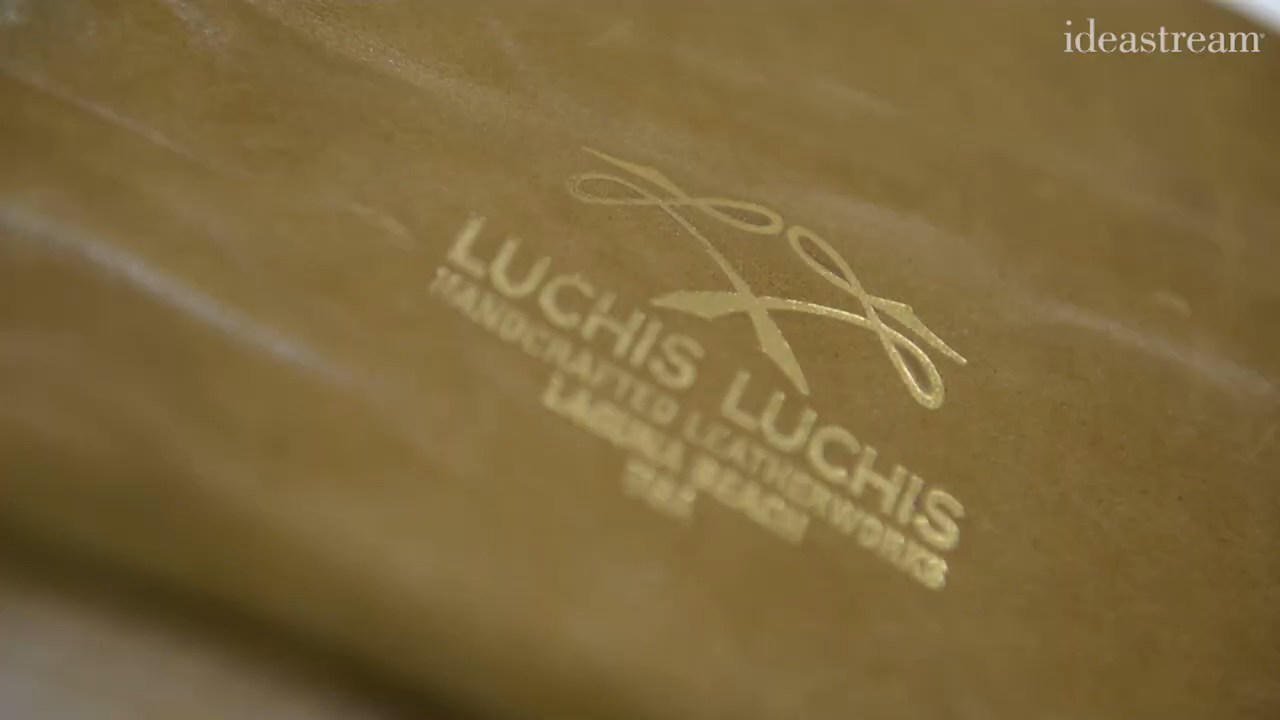 ideastream
LUCHIS LUCHIS
HANDCRAFTED LEATHERWORKS
LAGUNA BEACH